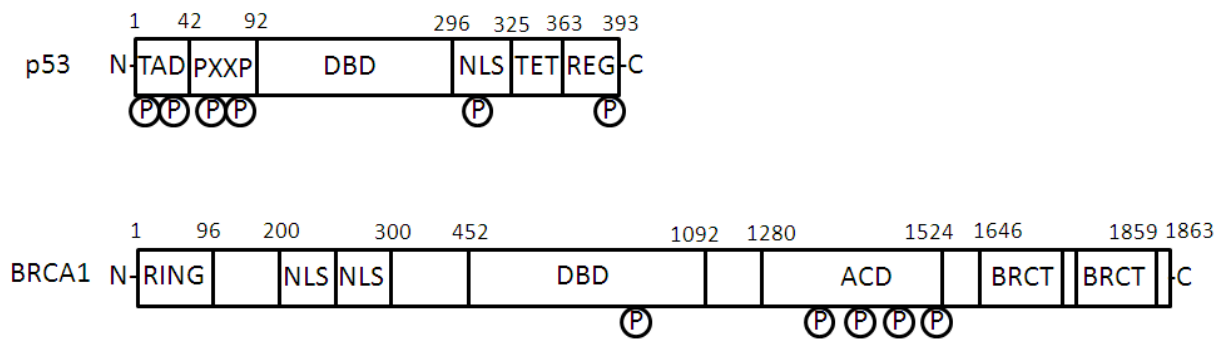 1 42 92 296 325 363 393
p53 N- TAD PXXP DBD NLS TET REG -C
P P P P P P
1 96 200 300 452 1092 1280 1524 1646 1859 1863
BRCA1 N- RING NLS NLS DBD ACD BRCT BRCT -C
P P P P P